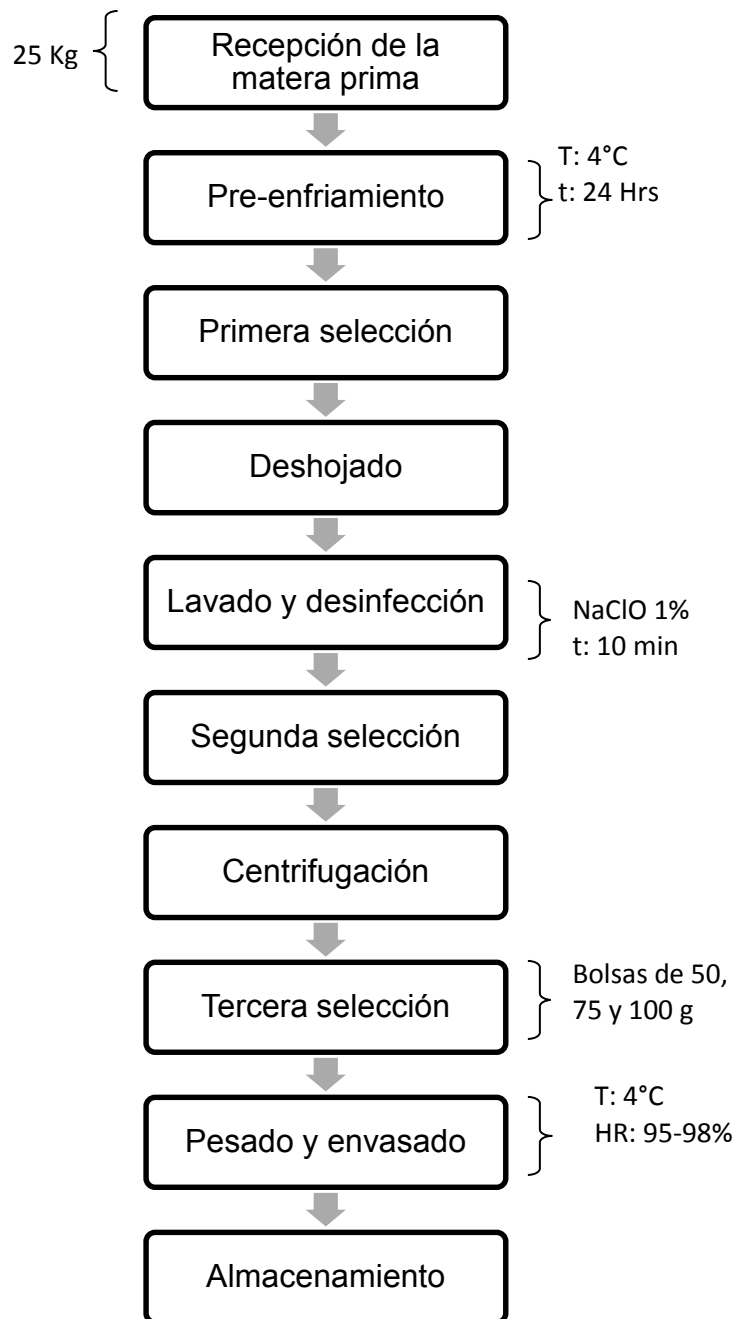 25 Kg
Recepción de la
matera prima
Pre-enfriamiento
T: 4°C
t: 24 Hrs
Primera selección
Deshojado
Lavado y desinfección
NaClO 1%
t: 10 min
Segunda selección
Centrifugación
Tercera selección
Bolsas de 50,
75 y 100 g
Pesado y envasado
T: 4°C
HR: 95-98%
Almacenamiento